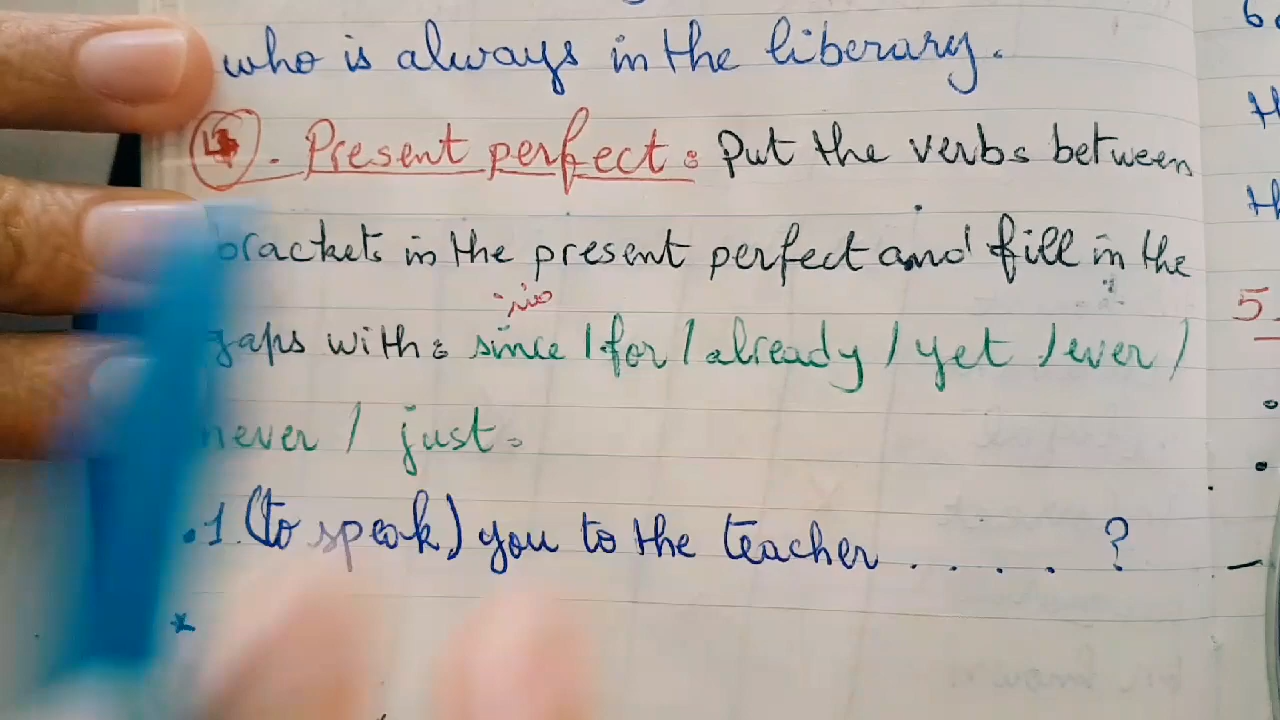 who is always in the liberary.
4. Present perfect: Put the verbs between
brackets in the present perfect and fill in the
gaps with: since / for / already / yet / ever /
never / just.
.1. (to speak) you to the teacher . . . . . ?
6.
5.